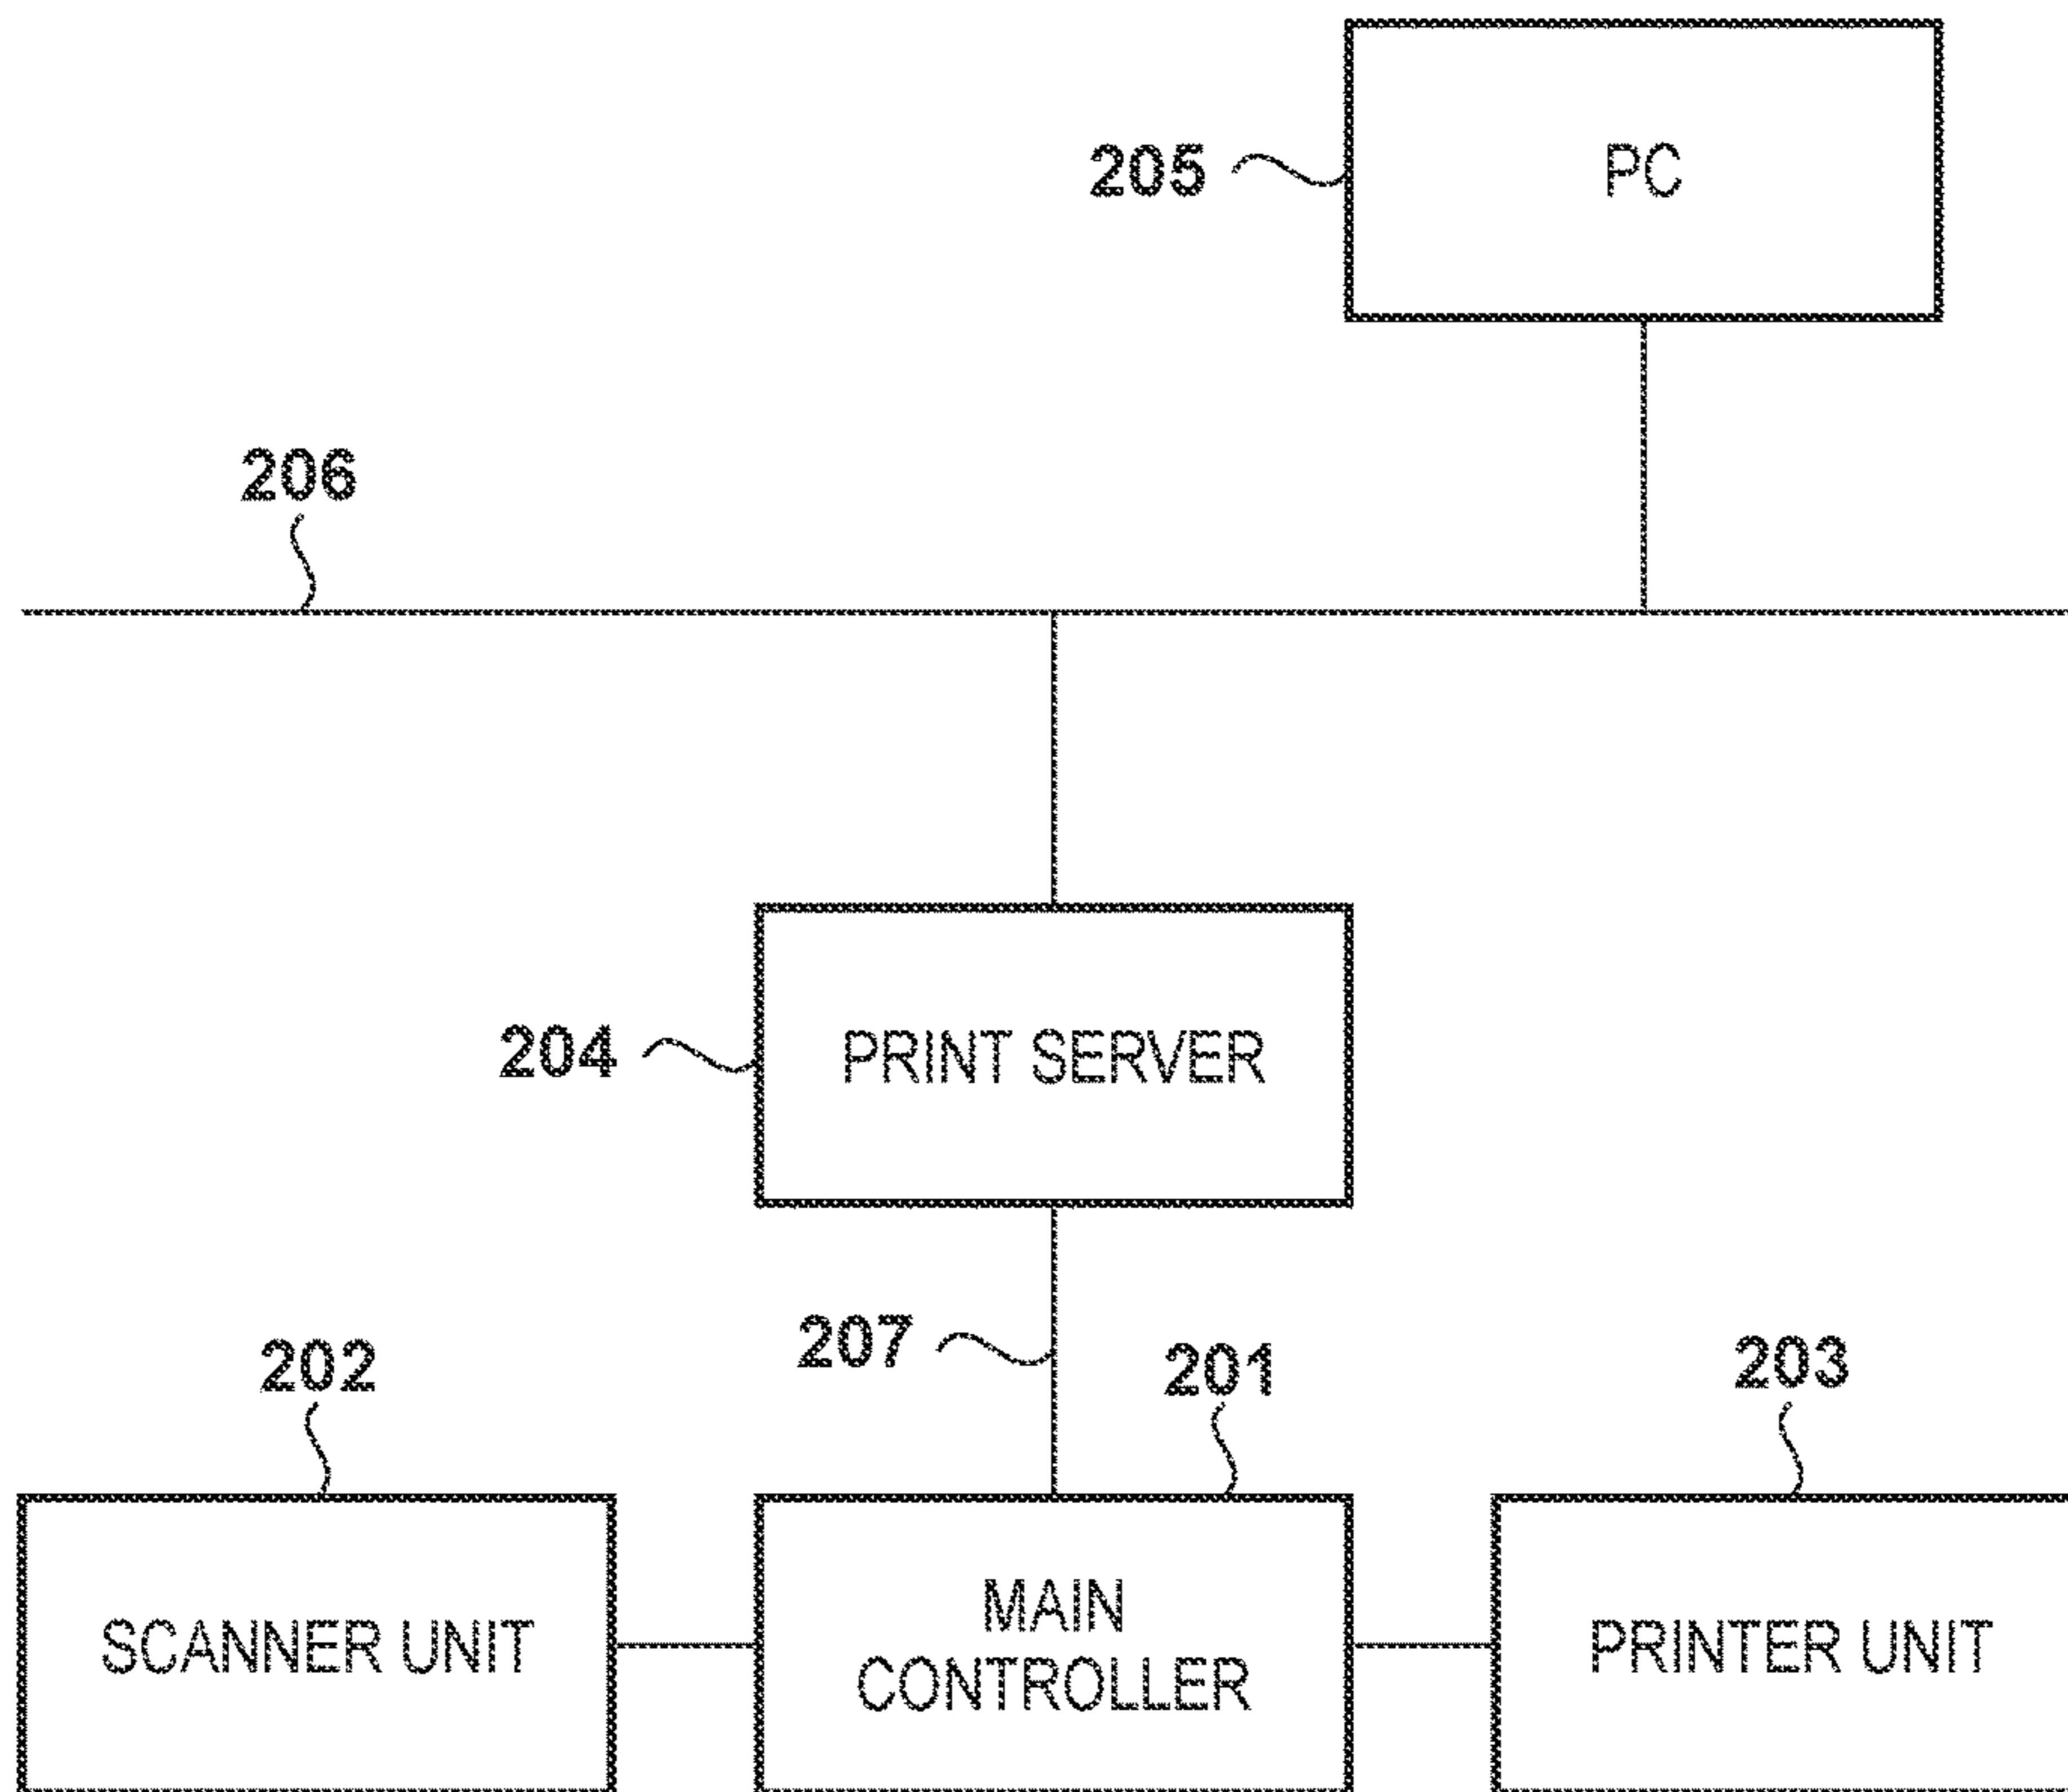 205
PC
206
204
PRINT SERVER
207
201
202
203
SCANNER UNIT
MAIN
CONTROLLER
PRINTER UNIT